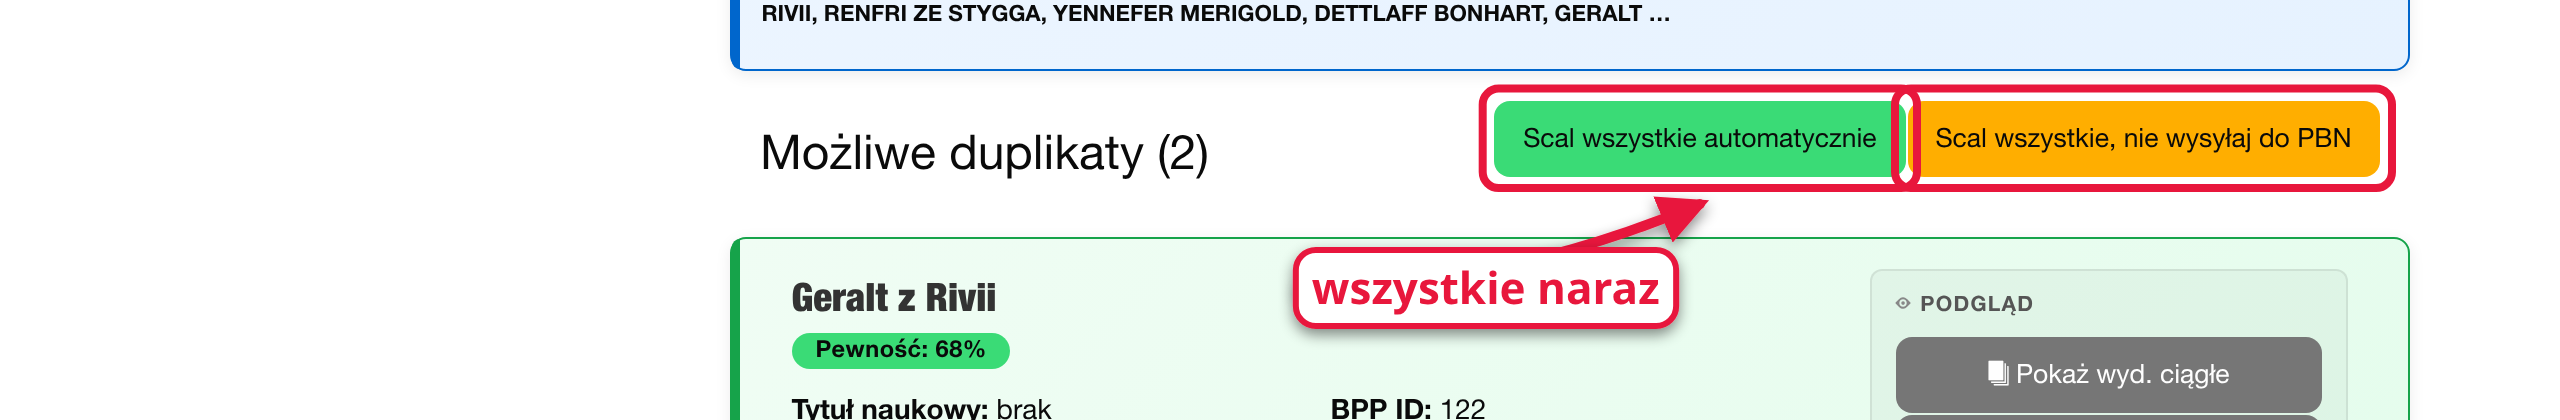 RIVII, RENFRI ZE STYGGA, YENNEFER MERIGOLD, DETTLAFF BONHART, GERALT ...
Możliwe duplikaty (2)
Scal wszystkie automatycznie
Scal wszystkie, nie wysyłaj do PBN
wszystkie naraz
Geralt z Rivii
PODGLĄD
Pewność: 68%
Pokaż wyd. ciągłe
Tytuł naukowy: brak
BPP ID: 122